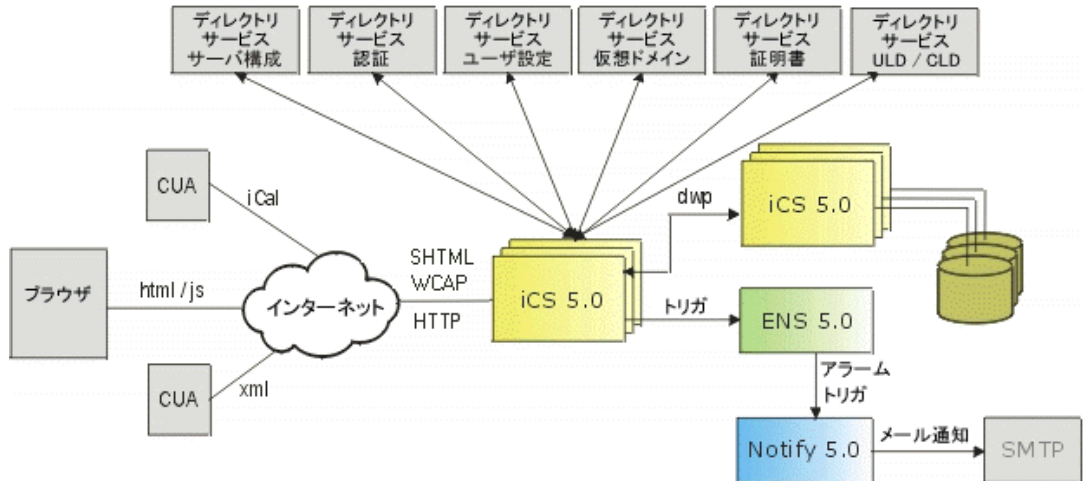 ディレクトリ
サービス
サーバ構成
ディレクトリ
サービス
認証
ディレクトリ
サービス
ユーザ設定
ディレクトリ
サービス
仮想ドメイン
ディレクトリ
サービス
証明書
ディレクトリ
サービス
ULD / CLD
CUA
iCal
dwp
iCS 5.0
ブラウザ
html / js
インターネット
SHTML
WCAP
HTTP
iCS 5.0
トリガ
ENS 5.0
CUA
xml
アラーム
トリガ
Notify 5.0
メール通知
SMTP